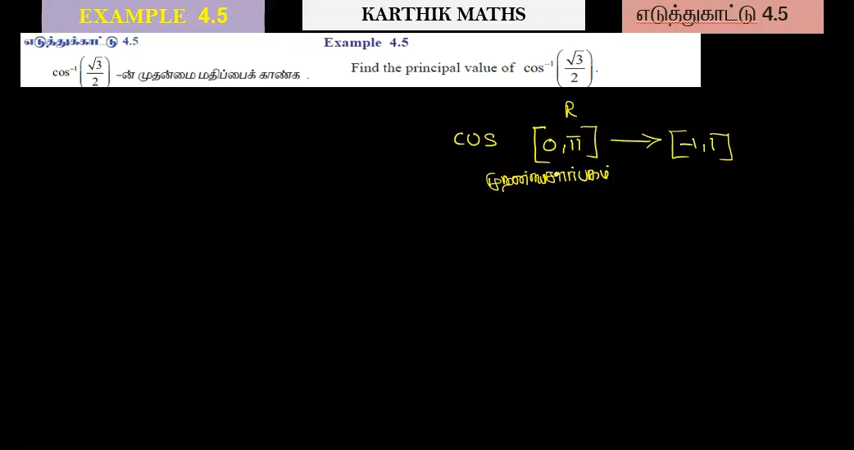 EXAMPLE 4.5
KARTHIK MATHS
எடுத்துகாட்டு 4.5
எடுத்துக்காட்டு 4.5
cos⁻¹(√3/2) -ன் முதன்மை மதிப்பைக் காண்க .
Example 4.5
Find the principal value of cos⁻¹(√3/2).
R
cos [0,π] → [-1,1]